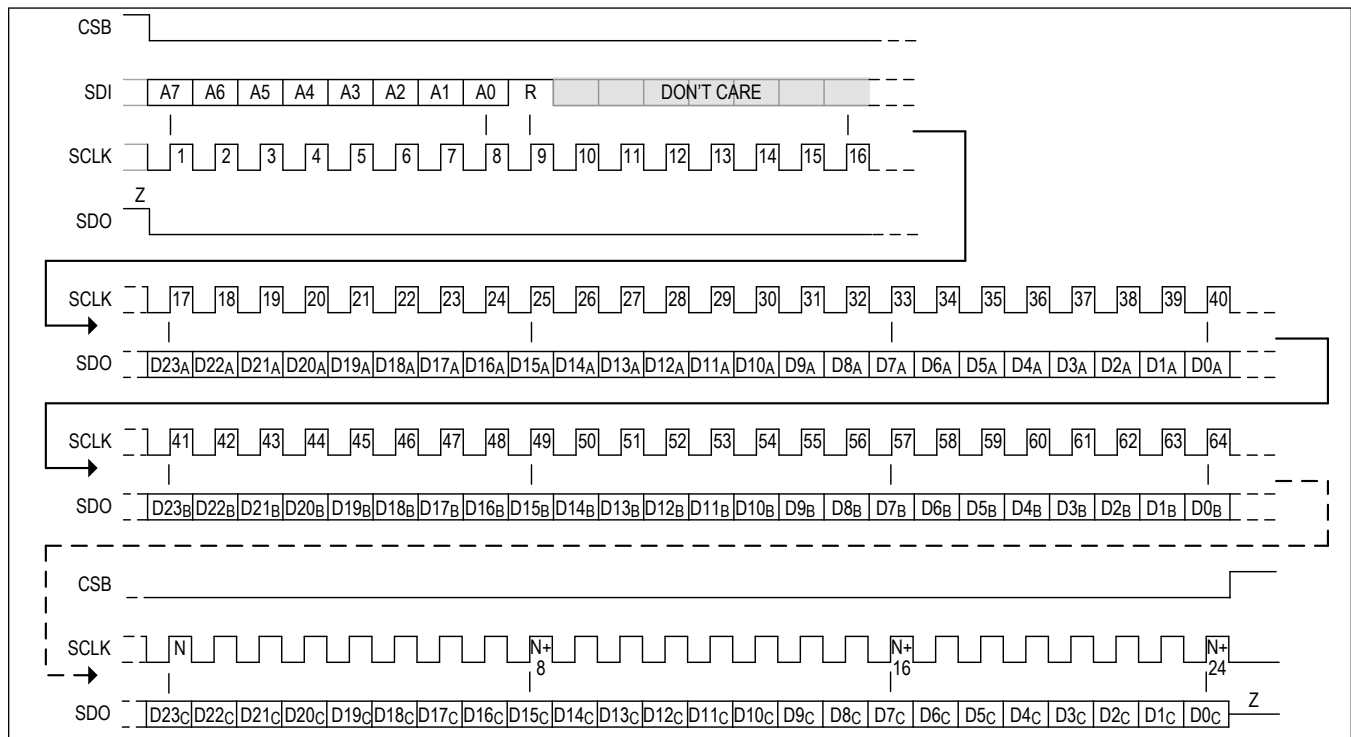 CSB
SDI A7 A6 A5 A4 A3 A2 A1 A0 R DON'T CARE
SCLK 1 2 3 4 5 6 7 8 9 10 11 12 13 14 15 16
Z
SDO
SCLK 17 18 19 20 21 22 23 24 25 26 27 28 29 30 31 32 33 34 35 36 37 38 39 40
SDO D23A D22A D21A D20A D19A D18A D17A D16A D15A D14A D13A D12A D11A D10A D9A D8A D7A D6A D5A D4A D3A D2A D1A D0A
SCLK 41 42 43 44 45 46 47 48 49 50 51 52 53 54 55 56 57 58 59 60 61 62 63 64
SDO D23B D22B D21B D20B D19B D18B D17B D16B D15B D14B D13B D12B D11B D10B D9B D8B D7B D6B D5B D4B D3B D2B D1B D0B
CSB
SCLK N N+ N+ N+
8 16 24
SDO D23C D22C D21C D20C D19C D18C D17C D16C D15C D14C D13C D12C D11C D10C D9C D8C D7C D6C D5C D4C D3C D2C D1C D0C Z